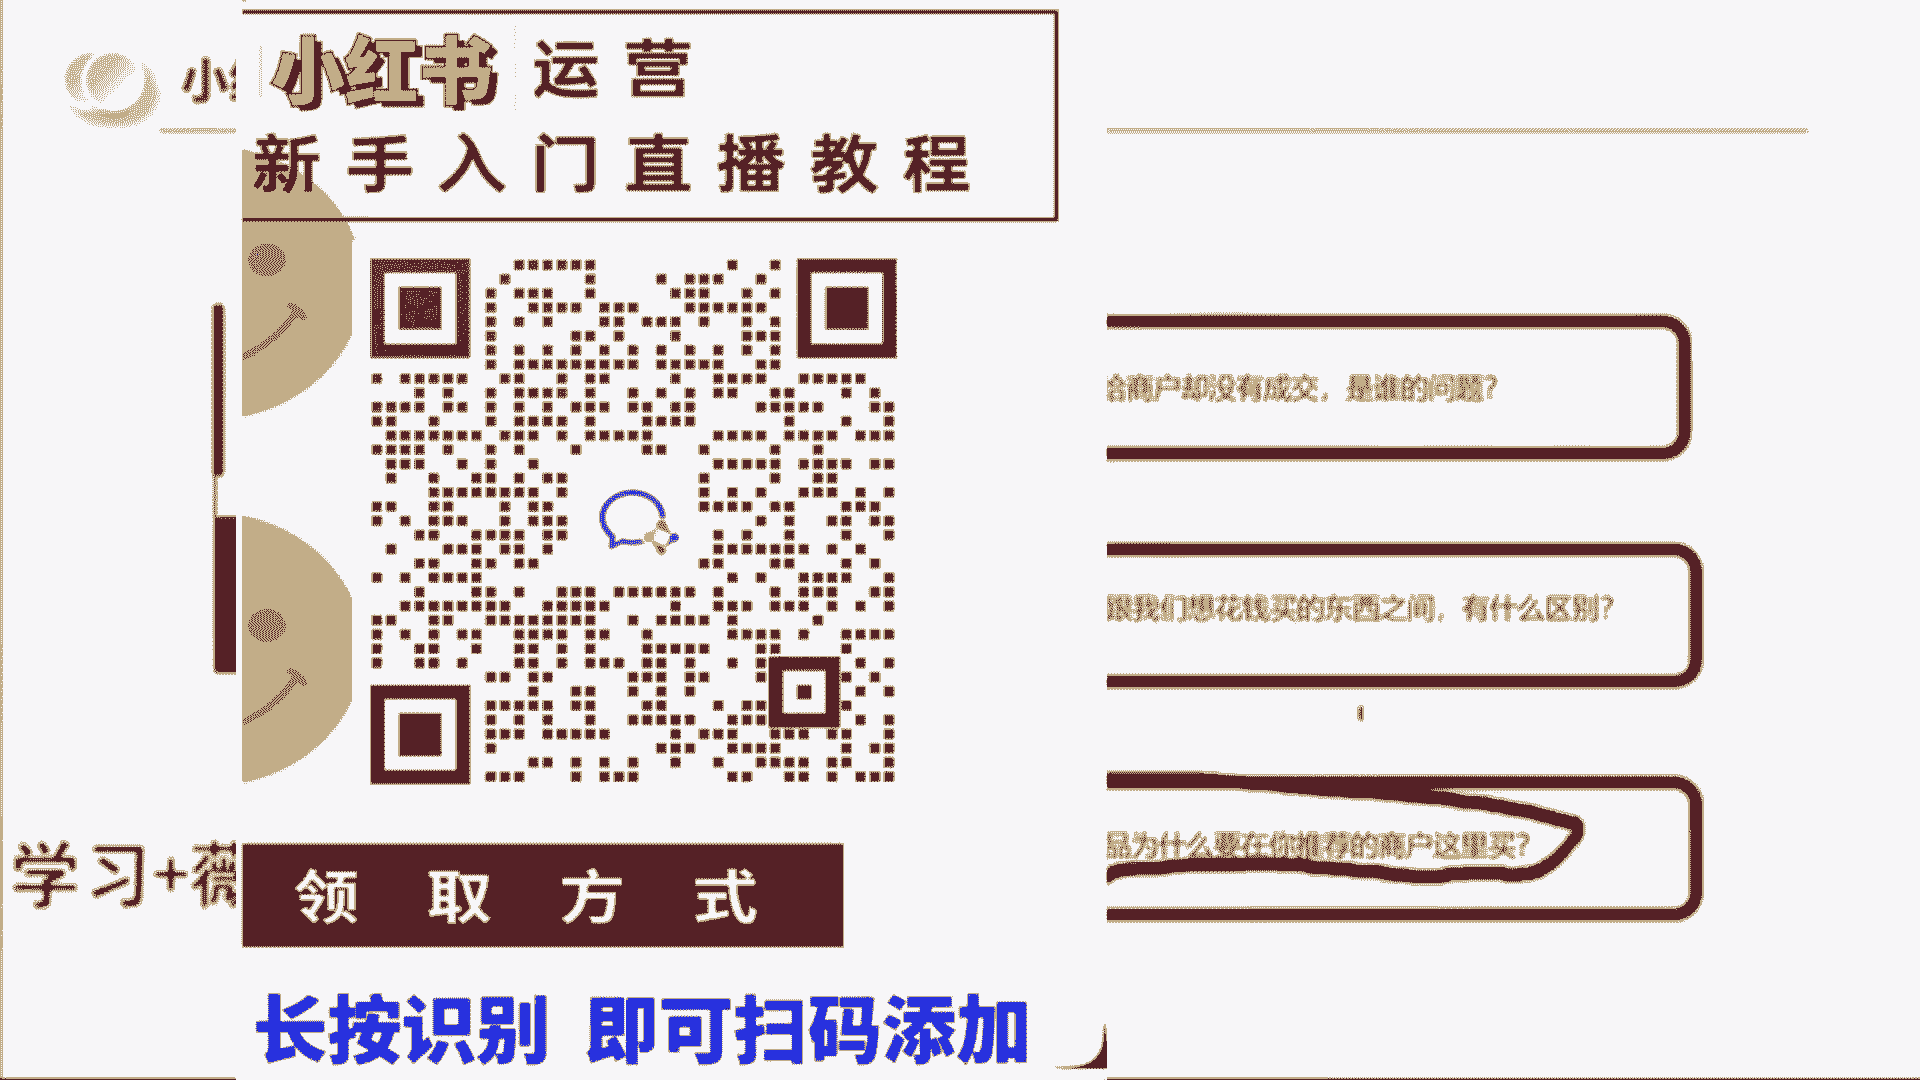 小
小红书 运营
新手入门直播教程
给商户却没有成交，是谁的问题？
跟我们想花钱买的东西之间，有什么区别？
品为什么要在你推荐的商户这里买？
学习+薇
领取方式
长按识别 即可扫码添加